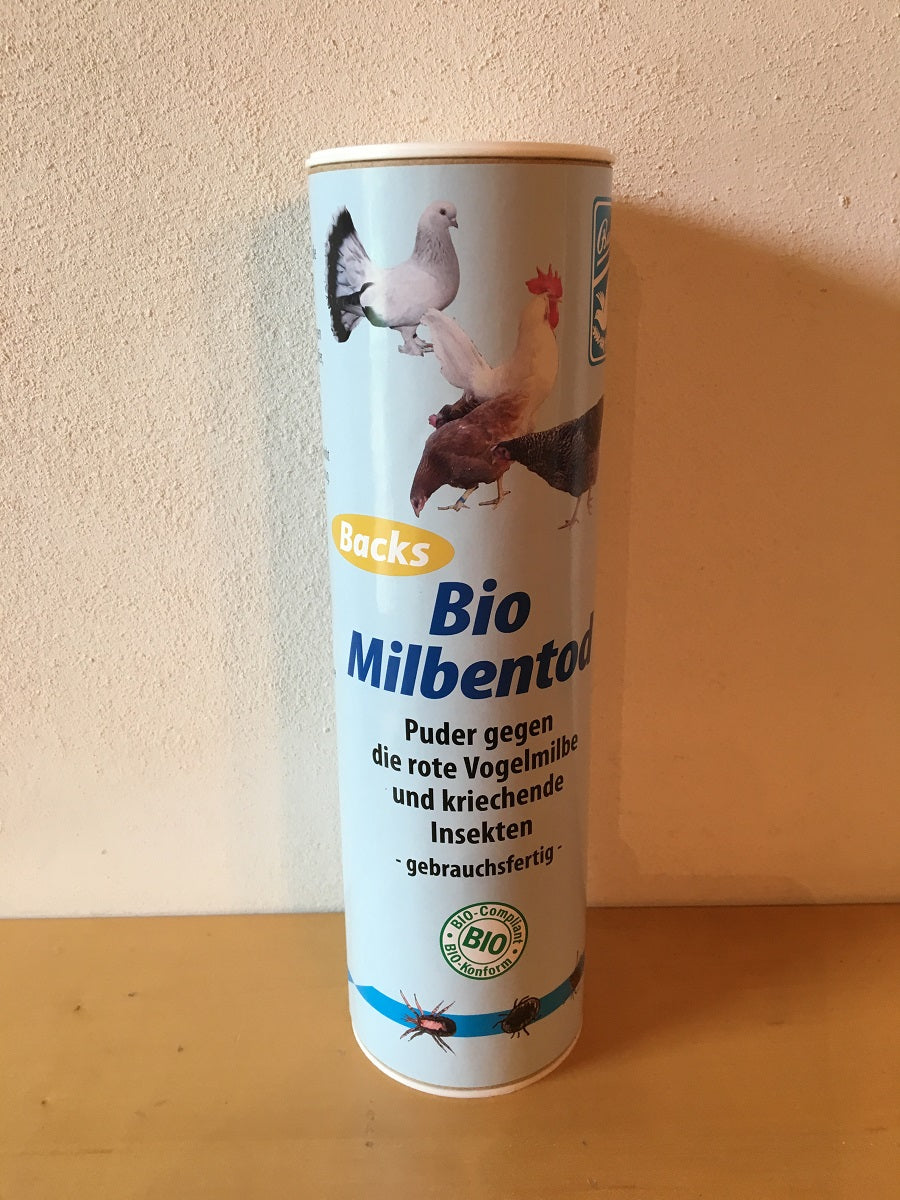 Backs
Bio
Milbentod
Puder gegen
die rote Vogelmilbe
und kriechende
Insekten
- gebrauchsfertig -
BIO-Compliant
BIO
BIO-Konform